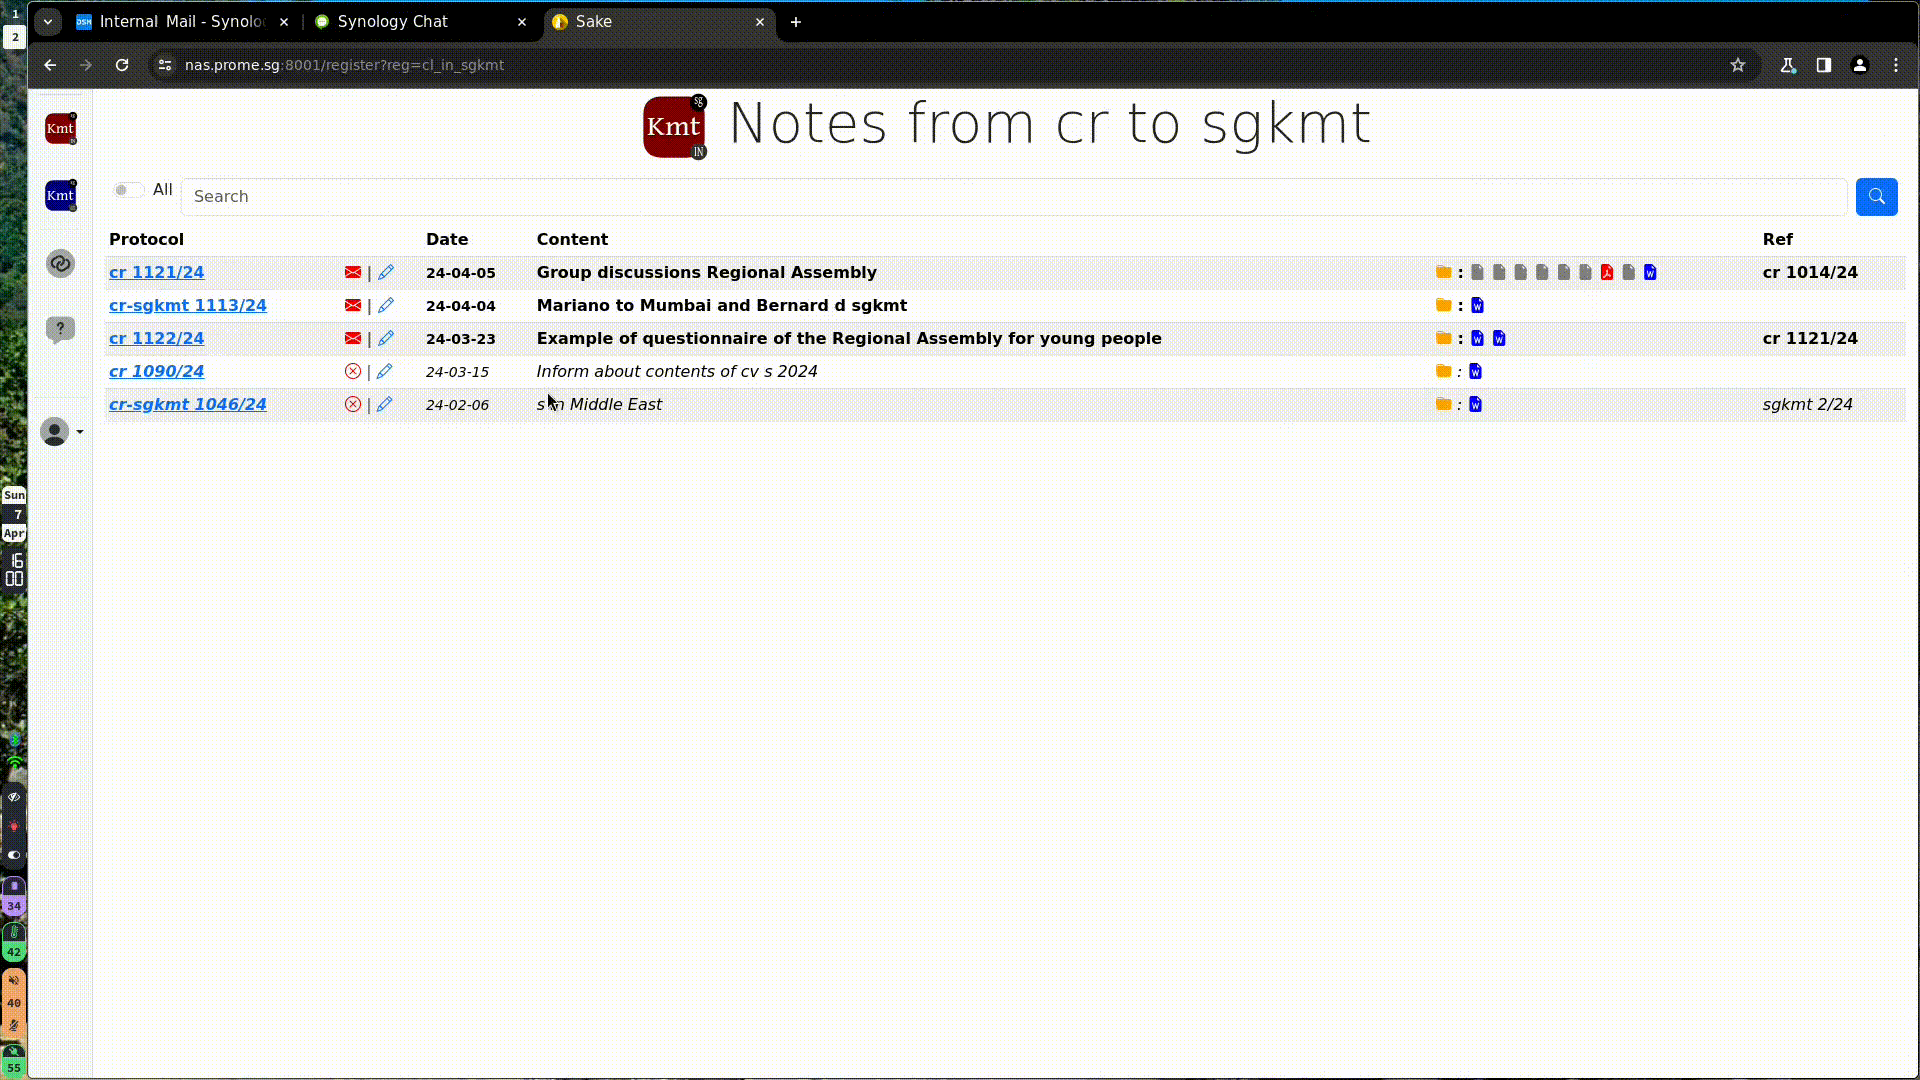 1
2
DSM Internal Mail - Synolo
Synology Chat
Sake
nas.prome.sg:8001/register?reg=cl_in_sgkmt
Kmt
Kmt
?
Kmt sg IN
Notes from cr to sgkmt
All
Search
Protocol Date Content Ref
cr 1121/24 | 24-04-05 Group discussions Regional Assembly : cr 1014/24
cr-sgkmt 1113/24 | 24-04-04 Mariano to Mumbai and Bernard d sgkmt :
cr 1122/24 | 24-03-23 Example of questionnaire of the Regional Assembly for young people : cr 1121/24
cr 1090/24 | 24-03-15 Inform about contents of cv s 2024 :
cr-sgkmt 1046/24 | 24-02-06 Middle East : sgkmt 2/24
Sun
7
Apr
16
00
34
42
40
55